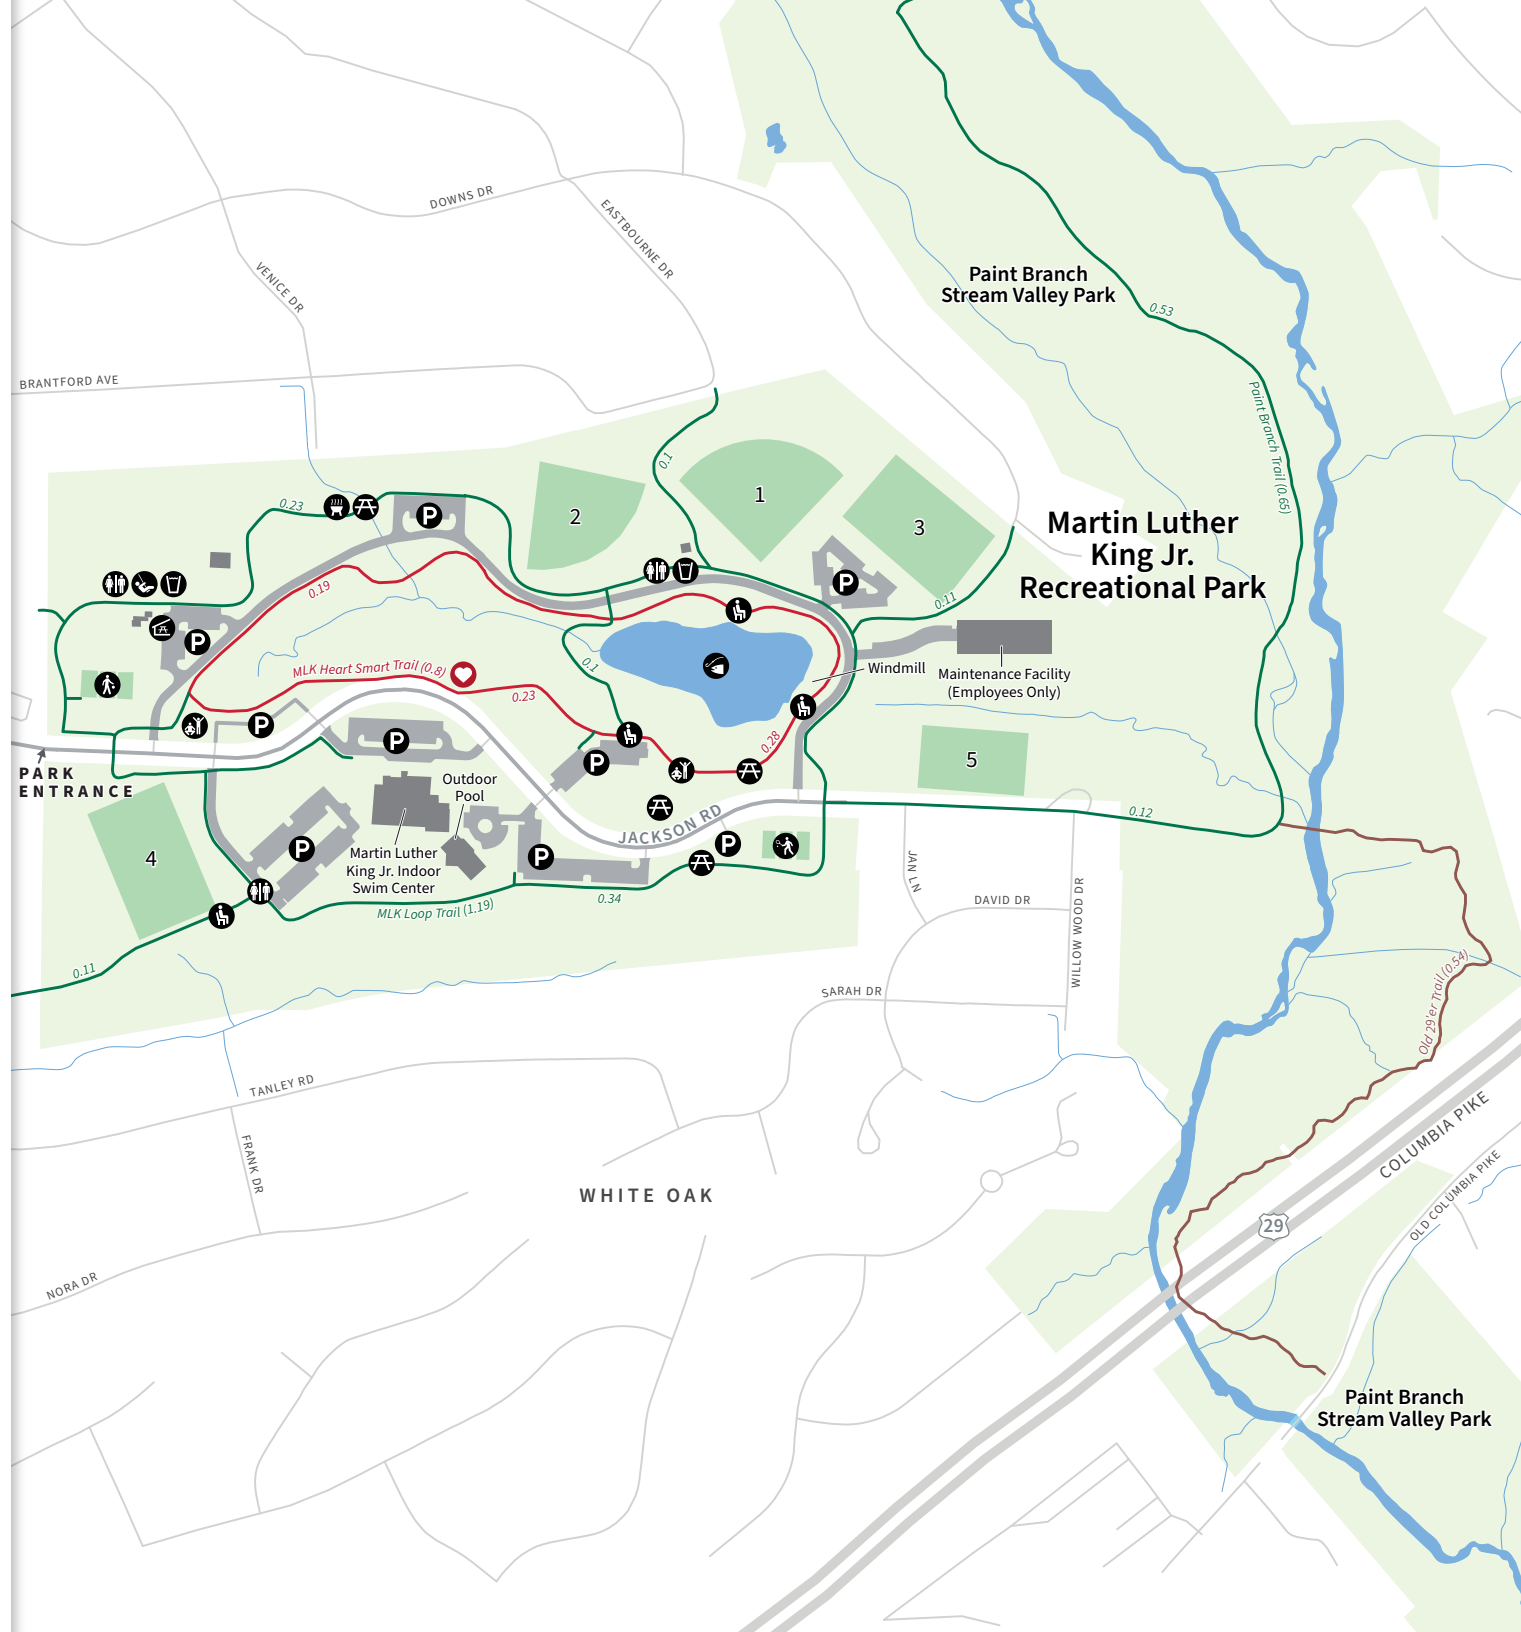 DOWNS DR
EASTBOURNE DR
VENICE DR
BRANTFORD AVE
Paint Branch
Stream Valley Park
0.53
Paint Branch Trail (0.65)
0.1
1
2
3
0.23
P
Martin Luther
King Jr.
Recreational Park
P
0.19
0.11
P
MLK Heart Smart Trail (0.8)
0.23
0.1
Windmill
Maintenance Facility
(Employees Only)
P
P
P
0.28
5
PARK
ENTRANCE
Outdoor
Pool
JACKSON RD
0.12
4
P
Martin Luther
King Jr. Indoor
Swim Center
P
P
MLK Loop Trail (1.19)
0.34
0.11
JAN LN
DAVID DR
WILLOW WOOD DR
SARAH DR
Old 29'er Trail (0.54)
TANLEY RD
FRANK DR
NORA DR
WHITE OAK
COLUMBIA PIKE
OLD COLUMBIA PIKE
29
Paint Branch
Stream Valley Park